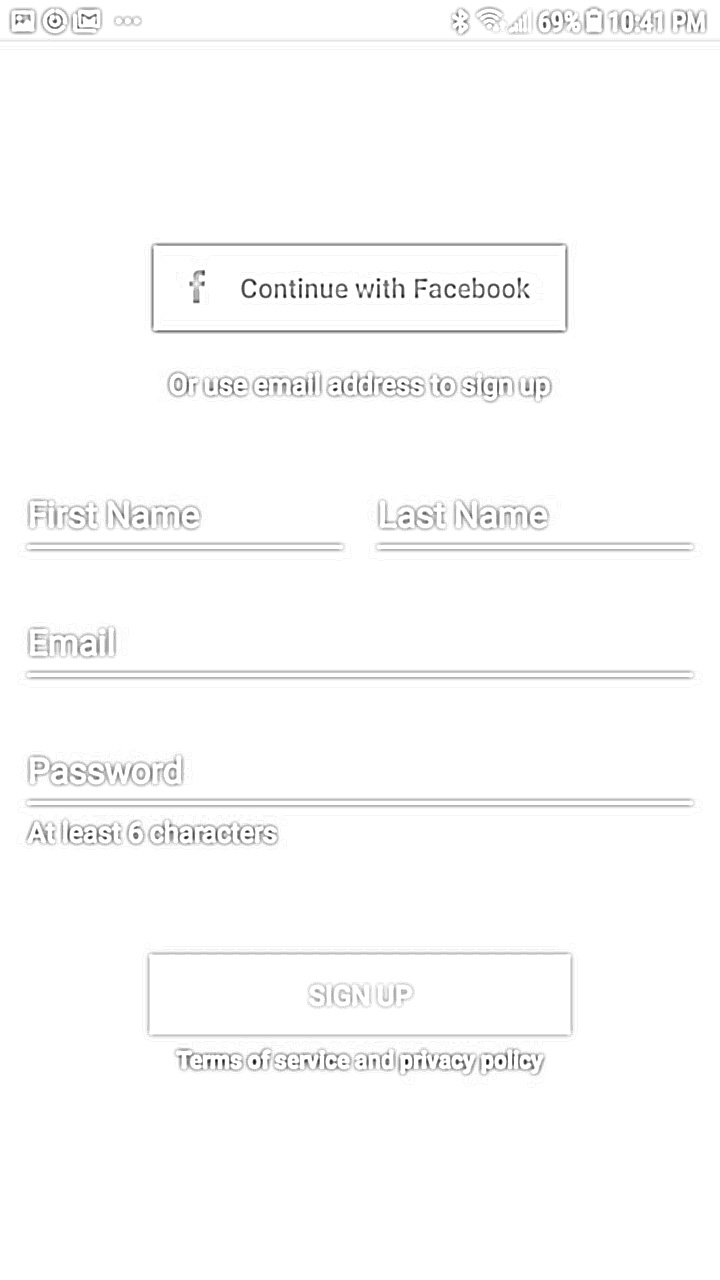 69% 10:41 PM
f Continue with Facebook
Or use email address to sign up
First Name Last Name
Email
Password
At least 6 characters
SIGN UP
Terms of service and privacy policy